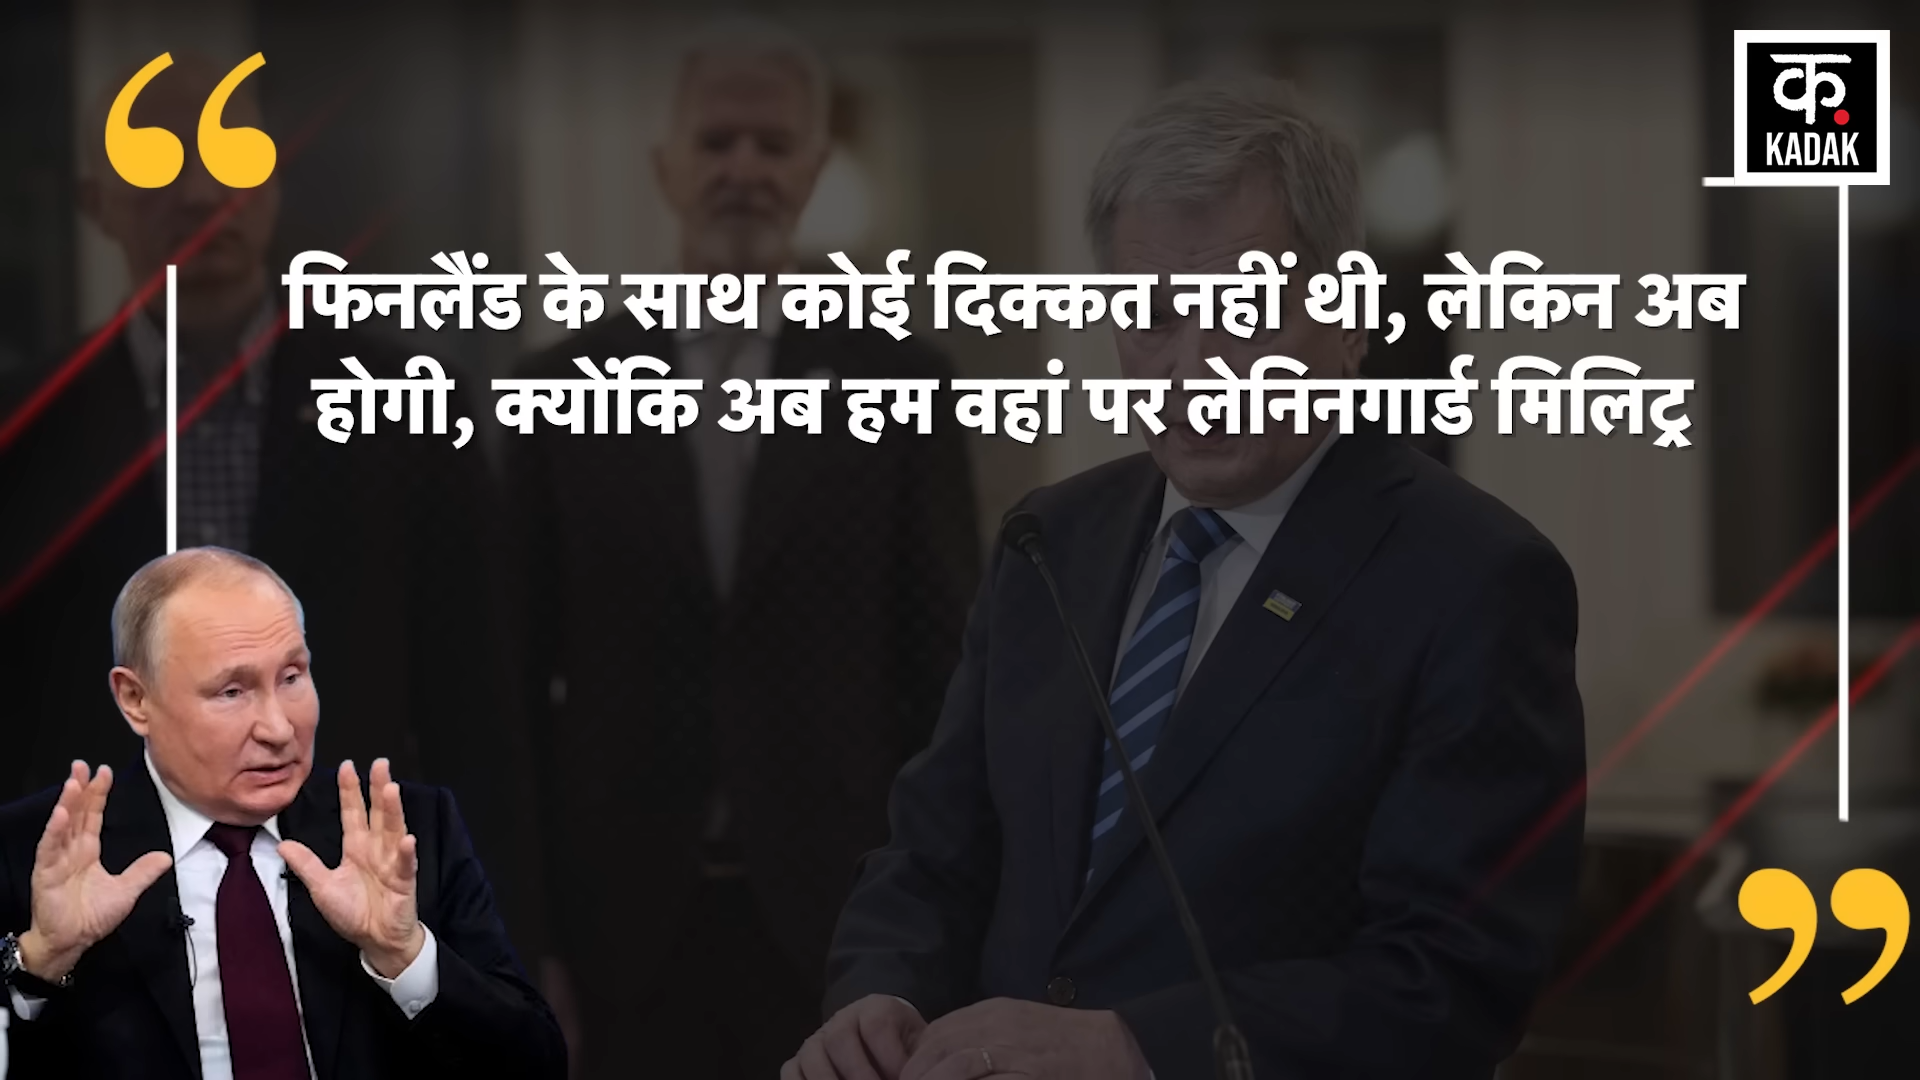 क.
KADAK
फिनलैंड के साथ कोई दिक्कत नहीं थी, लेकिन अब
होगी, क्योंकि अब हम वहां पर लेनिनगार्ड मिलिट्र